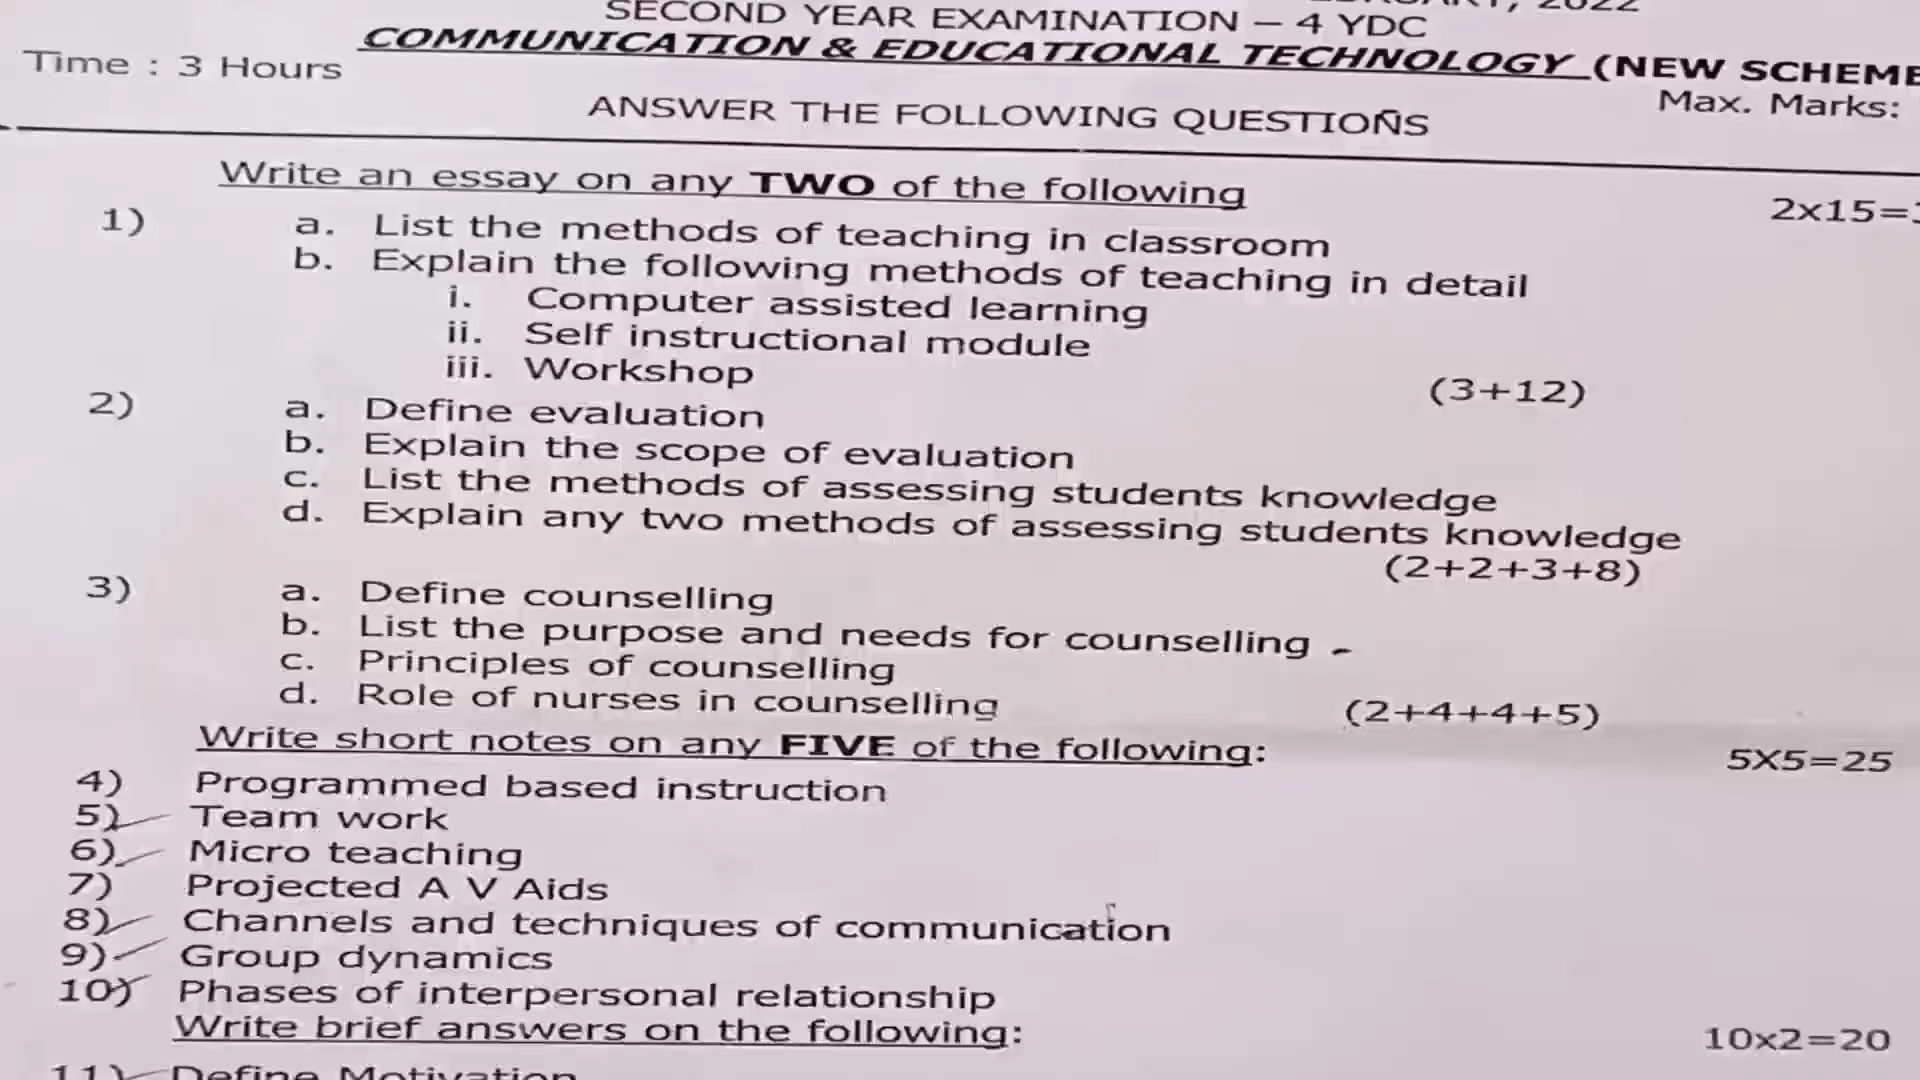 2022
SECOND YEAR EXAMINATION – 4 YDC
COMMUNICATION & EDUCATIONAL TECHNOLOGY (NEW SCHEME
Time : 3 Hours
Max. Marks:
ANSWER THE FOLLOWING QUESTIONS
Write an essay on any TWO of the following 2x15=
1) a. List the methods of teaching in classroom
b. Explain the following methods of teaching in detail
i. Computer assisted learning
ii. Self instructional module
iii. Workshop (3+12)
2) a. Define evaluation
b. Explain the scope of evaluation
c. List the methods of assessing students knowledge
d. Explain any two methods of assessing students knowledge
(2+2+3+8)
3) a. Define counselling
b. List the purpose and needs for counselling
c. Principles of counselling
d. Role of nurses in counselling (2+4+4+5)
Write short notes on any FIVE of the following: 5X5=25
4) Programmed based instruction
5) Team work
6) Micro teaching
7) Projected A V Aids
8) Channels and techniques of communication
9) Group dynamics
10) Phases of interpersonal relationship
Write brief answers on the following: 10x2=20
11) Define Motivation